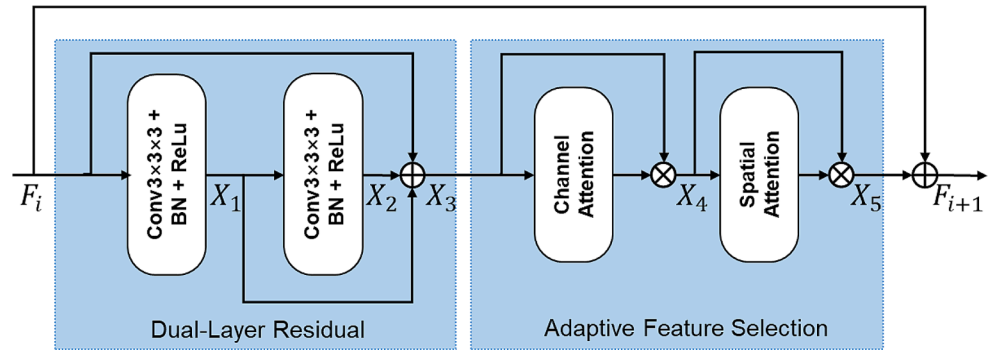 Conv3×3×3 +
BN + ReLu
Conv3×3×3 +
BN + ReLu
Channel
Attention
Spatial
Attention
F_i
X_1
X_2
X_3
X_4
X_5
F_{i+1}
Dual-Layer Residual
Adaptive Feature Selection